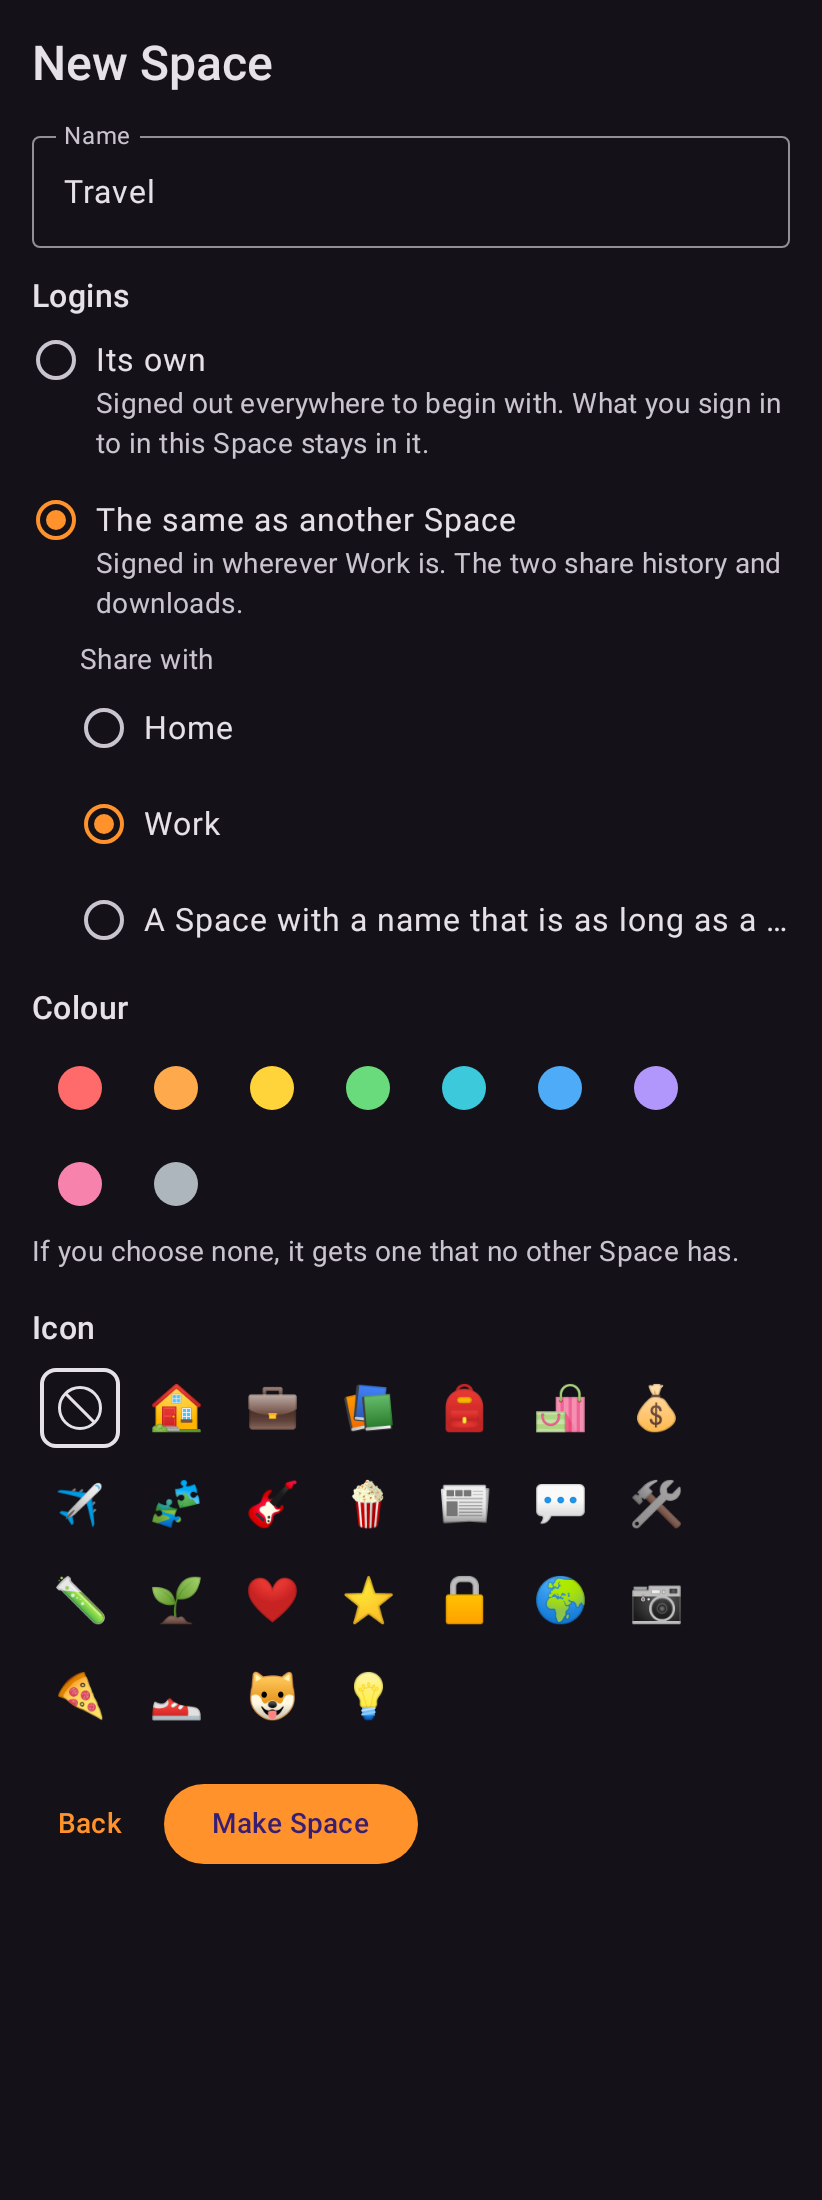 New Space
Name
Travel
Logins
Its own
Signed out everywhere to begin with. What you sign in
to in this Space stays in it.
The same as another Space
Signed in wherever Work is. The two share history and
downloads.
Share with
Home
Work
A Space with a name that is as long as a …
Colour
If you choose none, it gets one that no other Space has.
Icon
Back
Make Space